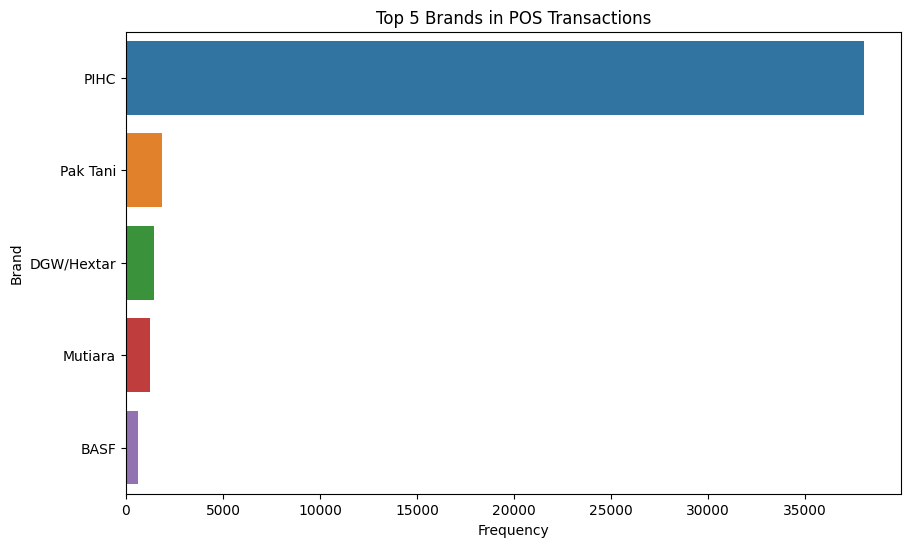 Top 5 Brands in POS Transactions
Brand
PIHC
Pak Tani
DGW/Hextar
Mutiara
BASF
0 5000 10000 15000 20000 25000 30000 35000
Frequency